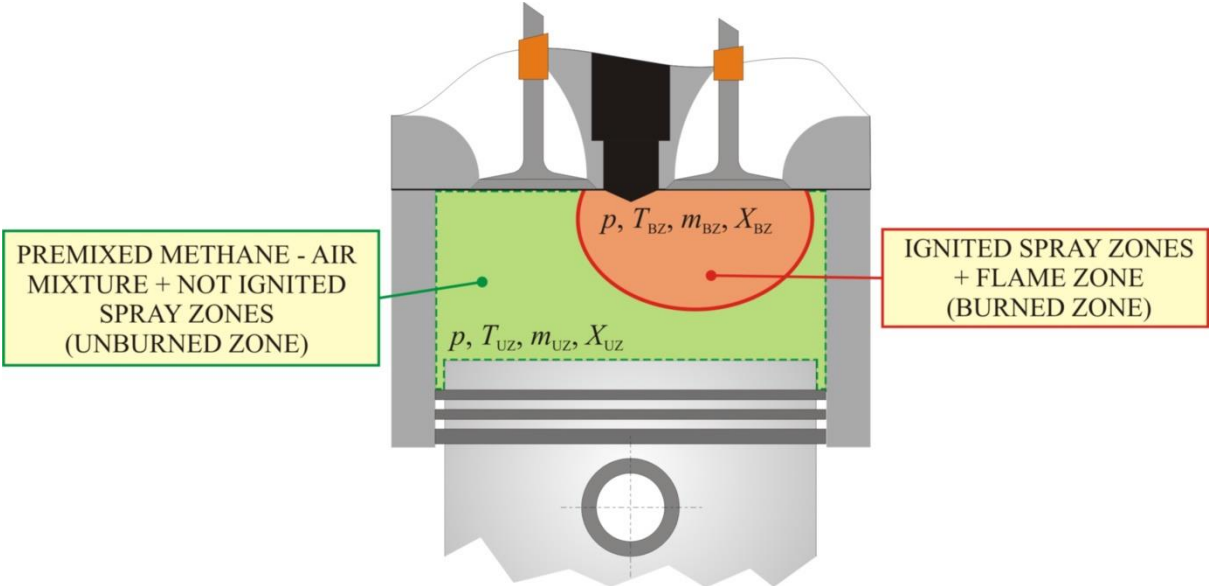 PREMIXED METHANE - AIR
MIXTURE + NOT IGNITED
SPRAY ZONES
(UNBURNED ZONE)
p, T_BZ, m_BZ, X_BZ
p, T_UZ, m_UZ, X_UZ
IGNITED SPRAY ZONES
+ FLAME ZONE
(BURNED ZONE)